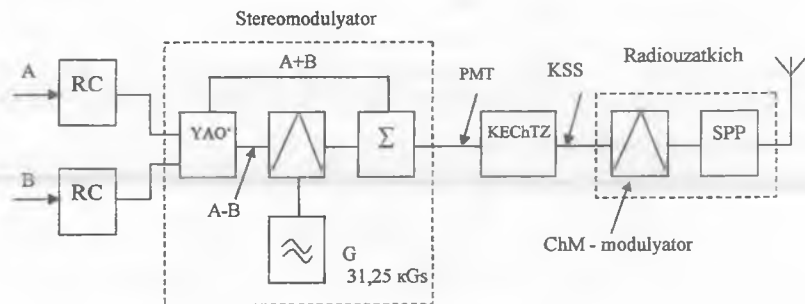 Stereomodulyator
A
RC
A+B
YAO'
Σ
A-B
G
31,25 кGs
B
RC
PMT
KEChTZ
KSS
Radiouzatkich
SPP
ChM - modulyator